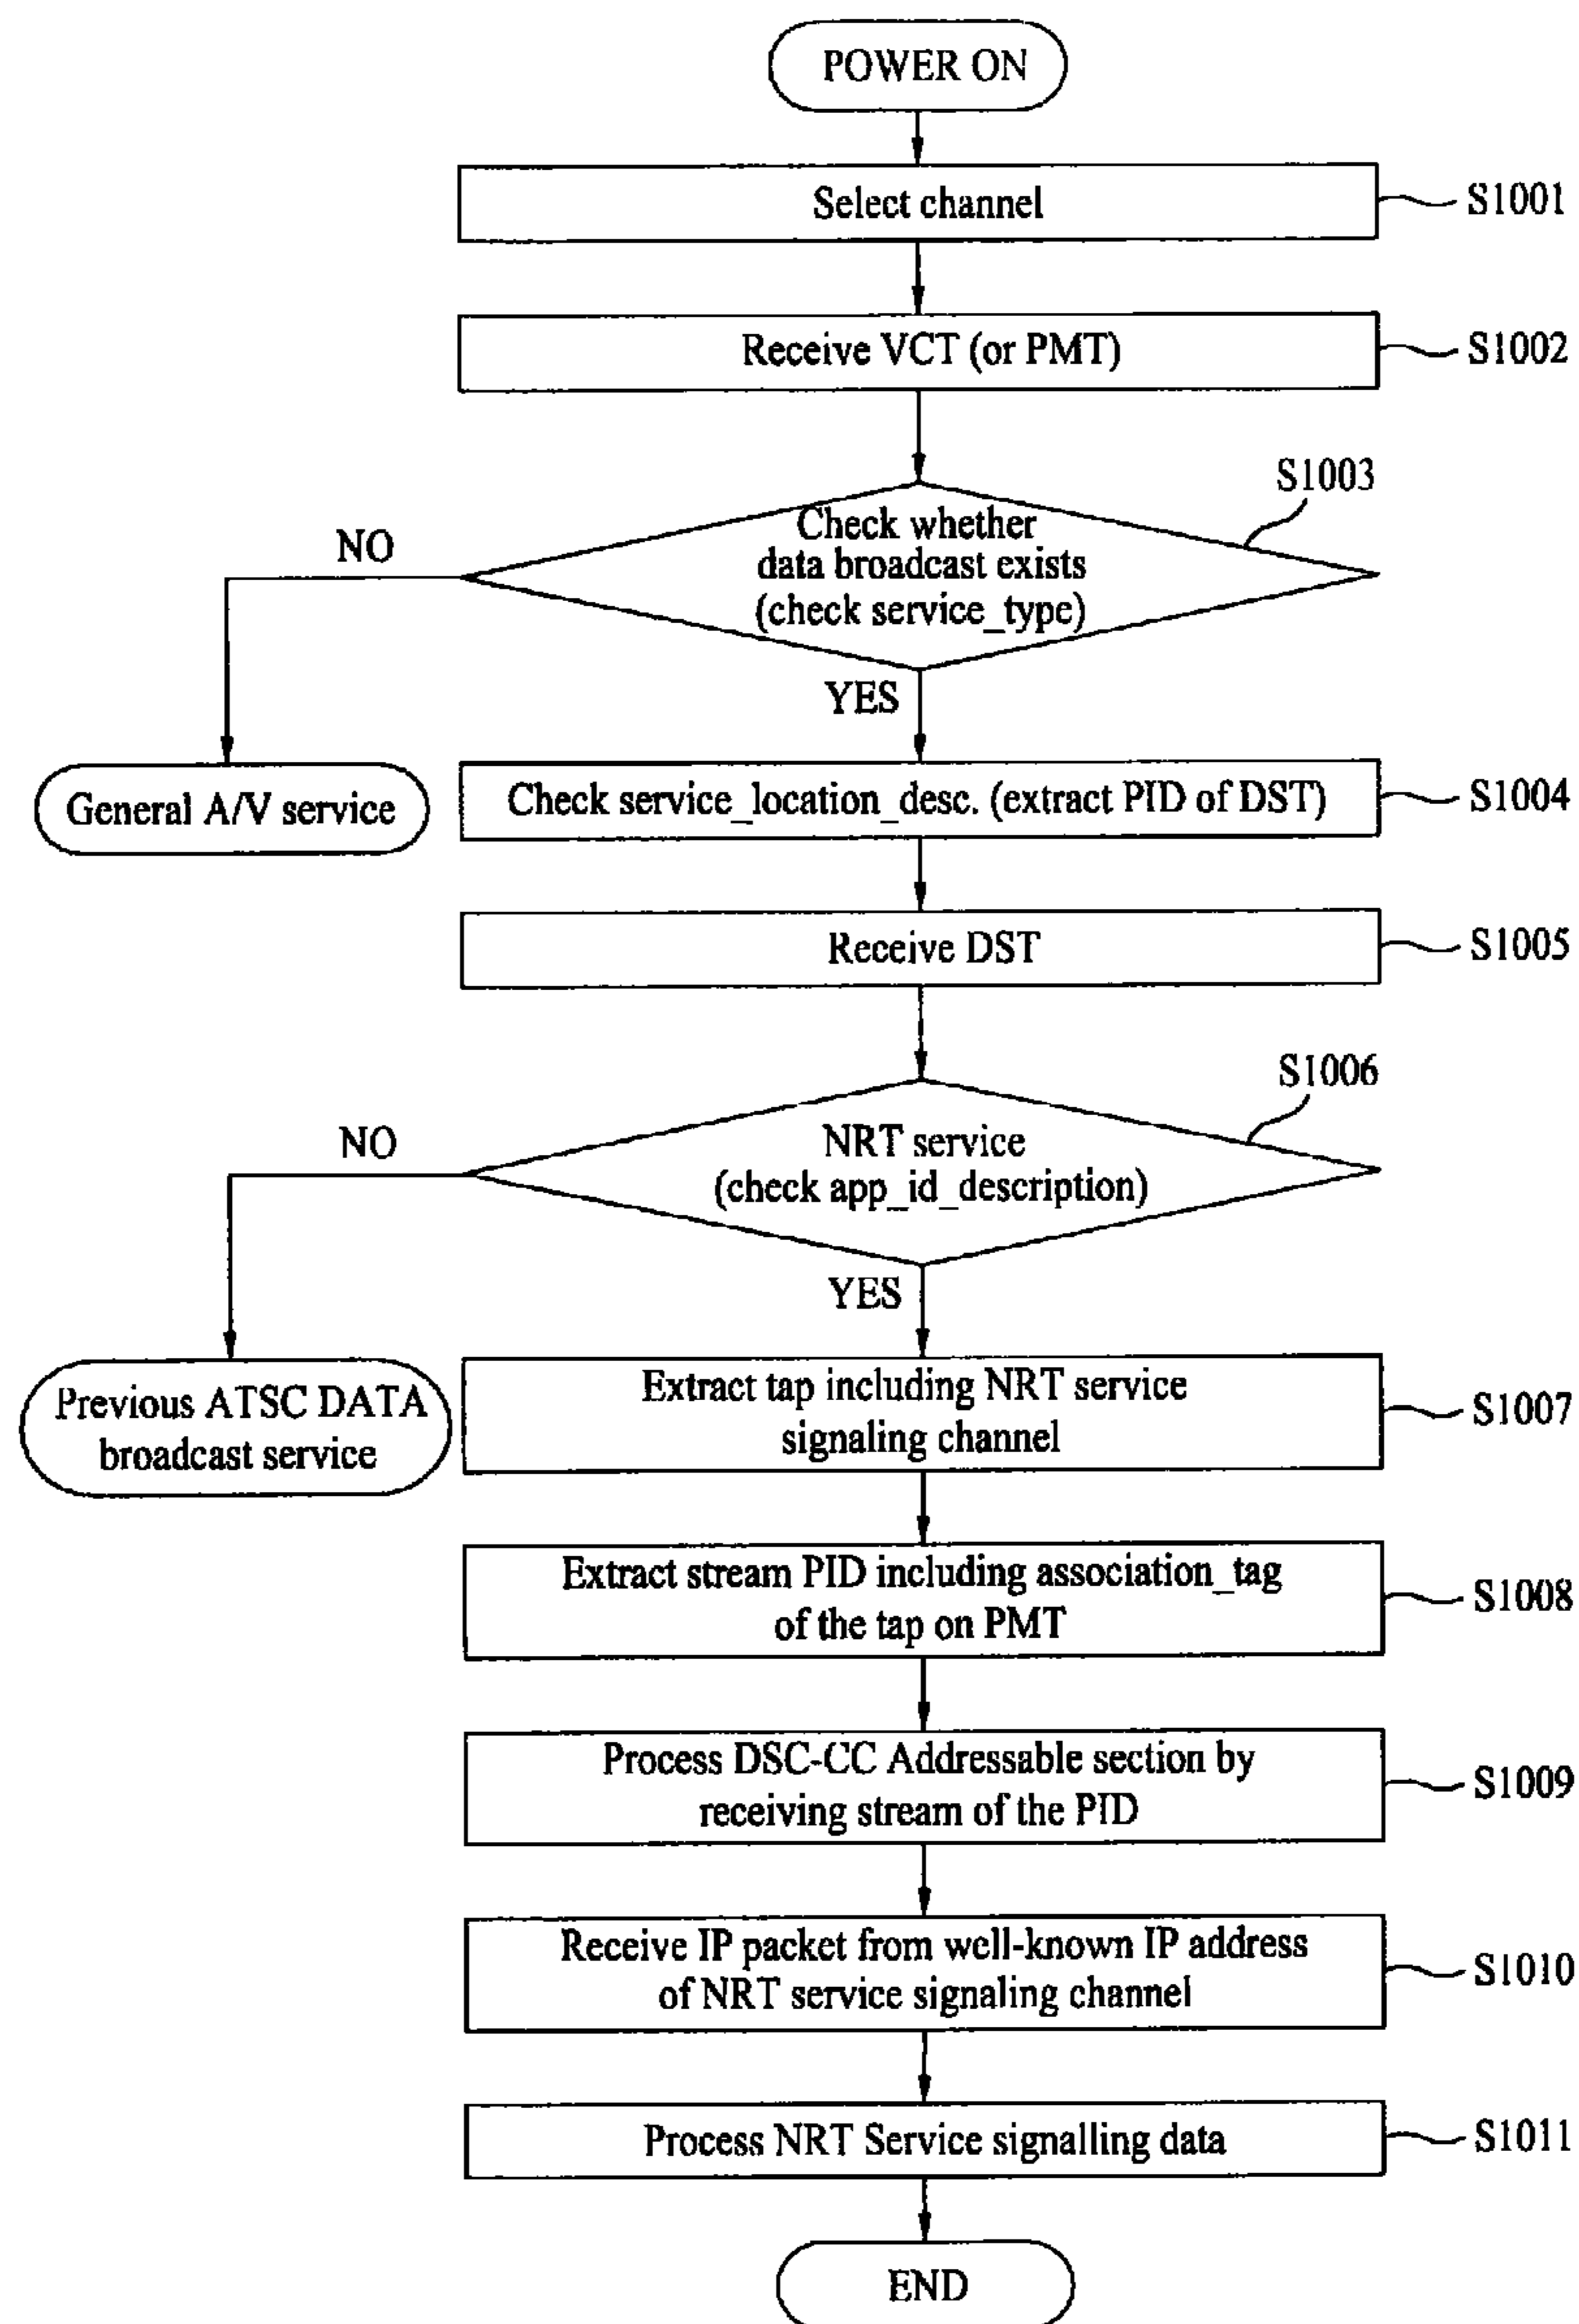 POWER ON
Select channel
S1001
Receive VCT (or PMT)
S1002
S1003
Check whether
data broadcast exists
(check service_type)
NO
YES
General A/V service
Check service_location_desc. (extract PID of DST)
S1004
Receive DST
S1005
S1006
NRT service
(check app_id_description)
NO
YES
Previous ATSC DATA
broadcast service
Extract tap including NRT service
signaling channel
S1007
Extract stream PID including association_tag
of the tap on PMT
S1008
Process DSC-CC Addressable section by
receiving stream of the PID
S1009
Receive IP packet from well-known IP address
of NRT service signaling channel
S1010
Process NRT Service signalling data
S1011
END